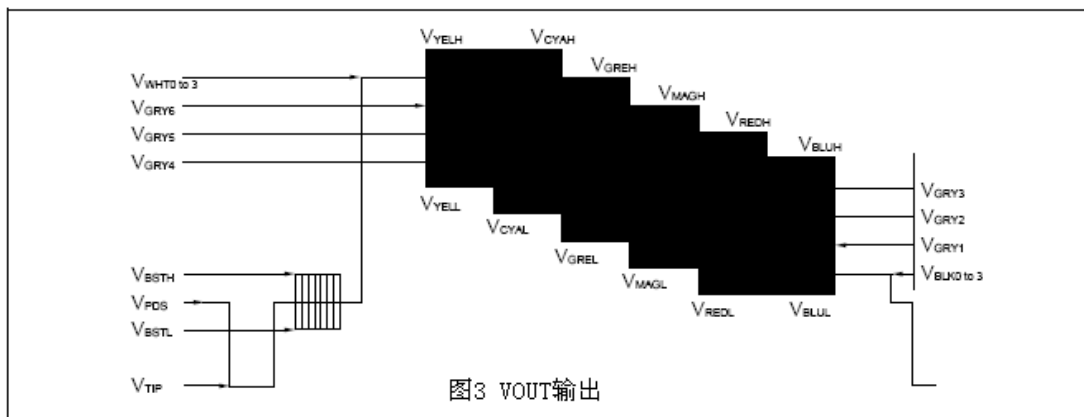 VYELH
VCYAH
VGREH
VMAGH
VREDH
VBLUH
VWHT0 to 3
VGRY6
VGRY5
VGRY4
VGRY3
VGRY2
VGRY1
VBLK0 to 3
VYELL
VCYAL
VGREL
VMAGL
VREDL
VBLUL
VBSTH
VPDS
VBSTL
VTIP
图3 VOUT输出